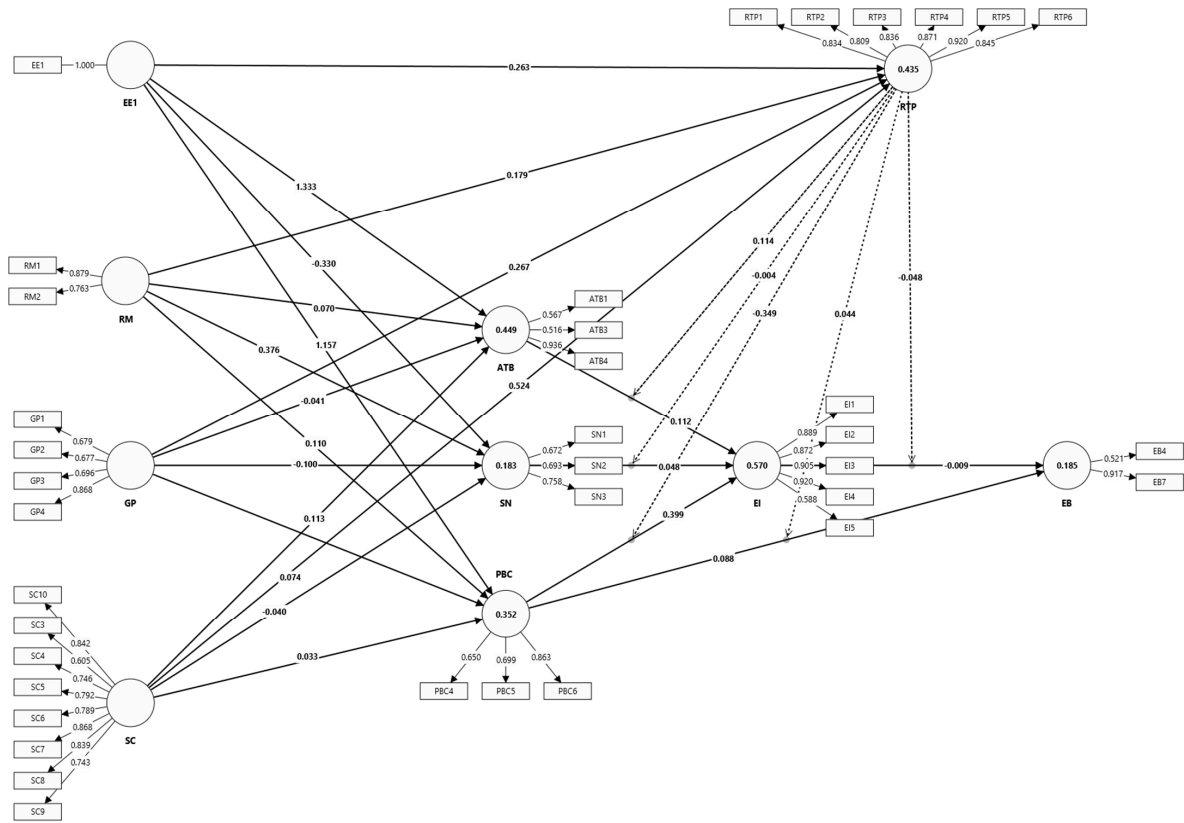 RTP1 RTP2 RTP3 RTP4 RTP5 RTP6
0.834 0.809 0.836 0.871 0.920 0.845
EE1 1.000
EE1
0.263
0.435
RTP
1.333
0.179
RM1
RM2
0.879
0.763
RM
-0.330
0.267
0.114
-0.004
-0.349
-0.048
0.044
0.070
1.157
0.376
0.449
ATB
0.567
0.516
0.936
ATB1
ATB3
ATB4
0.524
-0.041
0.112
GP1
GP2
GP3
GP4
0.679
0.677
0.696
0.868
GP
0.110
-0.100
0.183
SN
0.672
0.693
0.758
SN1
SN2
SN3
0.048
0.570
EI
0.889
0.872
0.905
0.920
0.588
EI1
EI2
EI3
EI4
EI5
-0.009
0.185
EB
0.521
0.917
EB4
EB7
0.113
0.399
0.088
0.074
-0.040
PBC
0.352
0.033
0.650 0.699 0.863
PBC4 PBC5 PBC6
SC10
SC3
SC4
SC5
SC6
SC7
SC8
SC9
0.842
0.605
0.746
0.792
0.789
0.868
0.839
0.743
SC